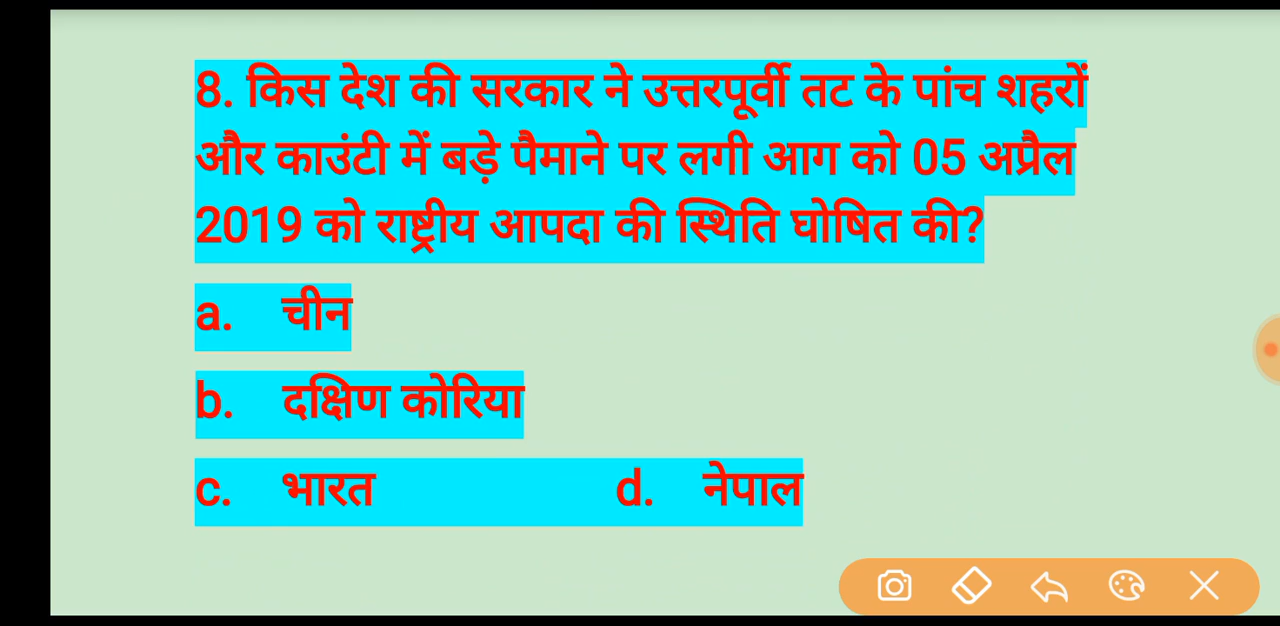 8. किस देश की सरकार ने उत्तरपूर्वी तट के पांच शहरों
और काउंटी में बड़े पैमाने पर लगी आग को 05 अप्रैल
2019 को राष्ट्रीय आपदा की स्थिति घोषित की?
a. चीन
b. दक्षिण कोरिया
c. भारत d. नेपाल